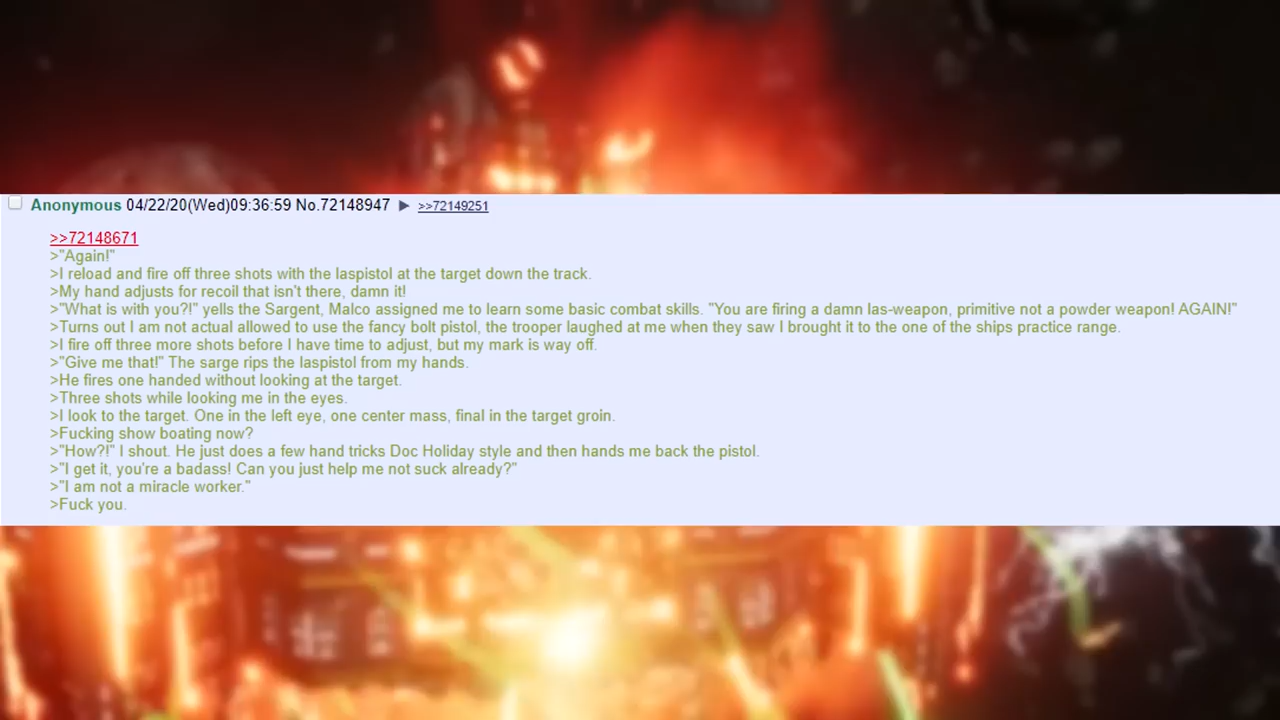 Anonymous 04/22/20(Wed)09:36:59 No.72148947 ▶ >>72149251
>>72148671
>"Again!"
>I reload and fire off three shots with the laspistol at the target down the track.
>My hand adjusts for recoil that isn't there, damn it!
>"What is with you?!" yells the Sargent, Malco assigned me to learn some basic combat skills. "You are firing a damn las-weapon, primitive not a powder weapon! AGAIN!"
>Turns out I am not actual allowed to use the fancy bolt pistol, the trooper laughed at me when they saw I brought it to the one of the ships practice range.
>I fire off three more shots before I have time to adjust, but my mark is way off.
>"Give me that!" The sarge rips the laspistol from my hands.
>He fires one handed without looking at the target.
>Three shots while looking me in the eyes.
>I look to the target. One in the left eye, one center mass, final in the target groin.
>Fucking show boating now?
>"How?!" I shout. He just does a few hand tricks Doc Holiday style and then hands me back the pistol.
>"I get it, you're a badass! Can you just help me not suck already?"
>"I am not a miracle worker."
>Fuck you.